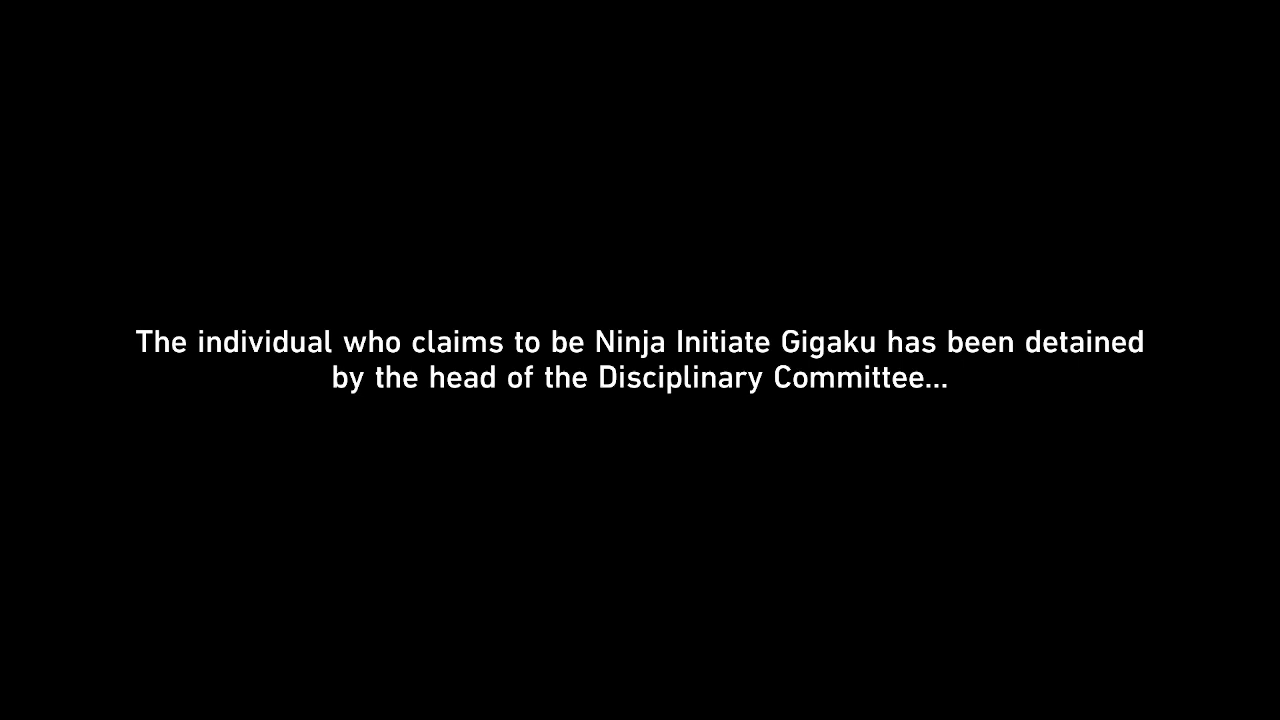 The individual who claims to be Ninja Initiate Gigaku has been detained
by the head of the Disciplinary Committee...